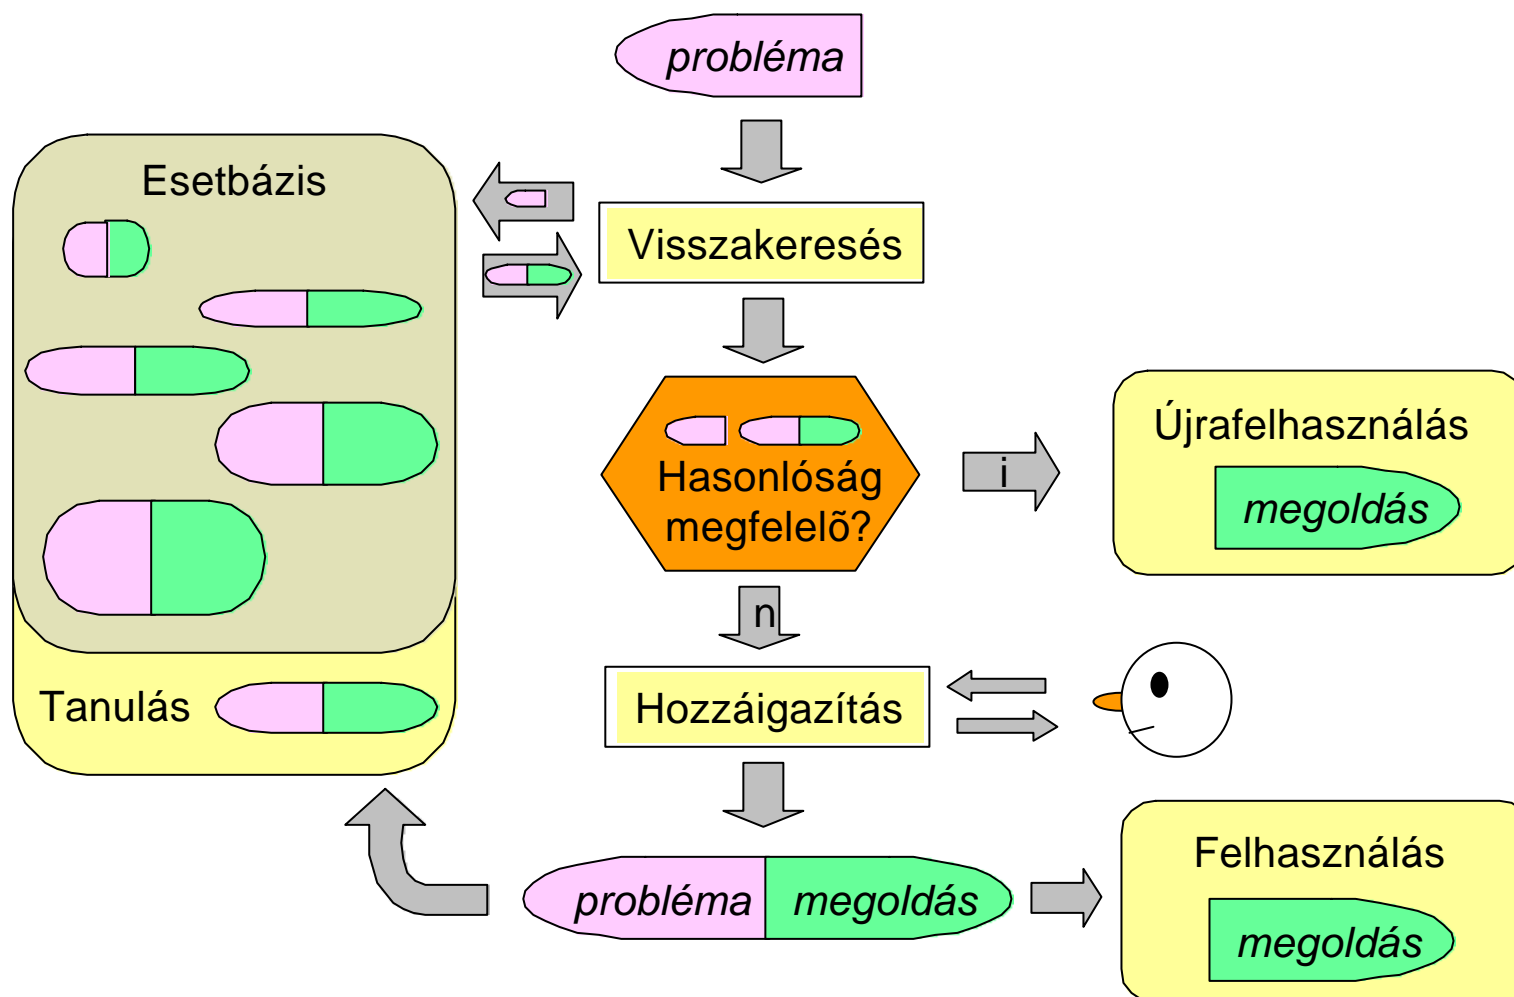 probléma
Esetbázis
Visszakeresés
Hasonlóság
megfelelõ?
i
Újrafelhasználás
megoldás
n
Tanulás
Hozzáigazítás
probléma
megoldás
Felhasználás
megoldás